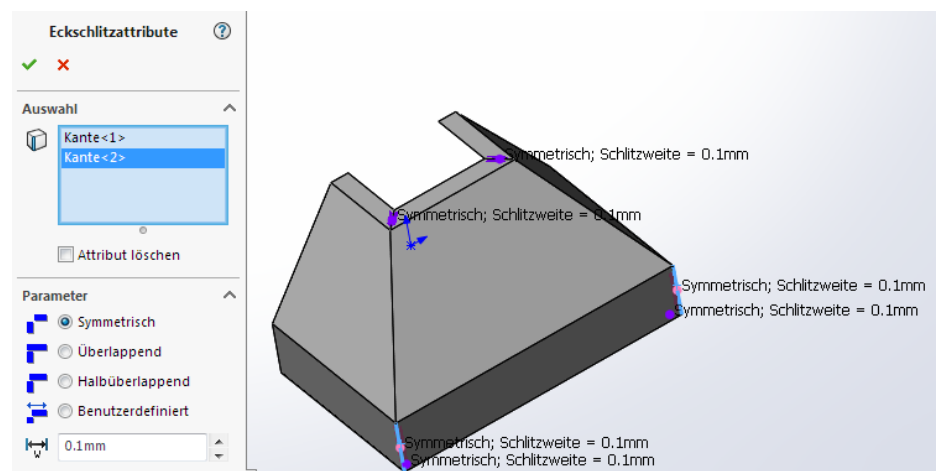 Eckschlitzattribute
Auswahl
Kante<1>
Kante<2>
Attribut löschen
Parameter
Symmetrisch
Überlappend
Halbüberlappend
Benutzerdefiniert
W
0.1mm
Symmetrisch; Schlitzweite = 0.1mm
Symmetrisch; Schlitzweite = 0.1mm
Symmetrisch; Schlitzweite = 0.1mm
Symmetrisch; Schlitzweite = 0.1mm
Symmetrisch; Schlitzweite = 0.1mm
Symmetrisch; Schlitzweite = 0.1mm